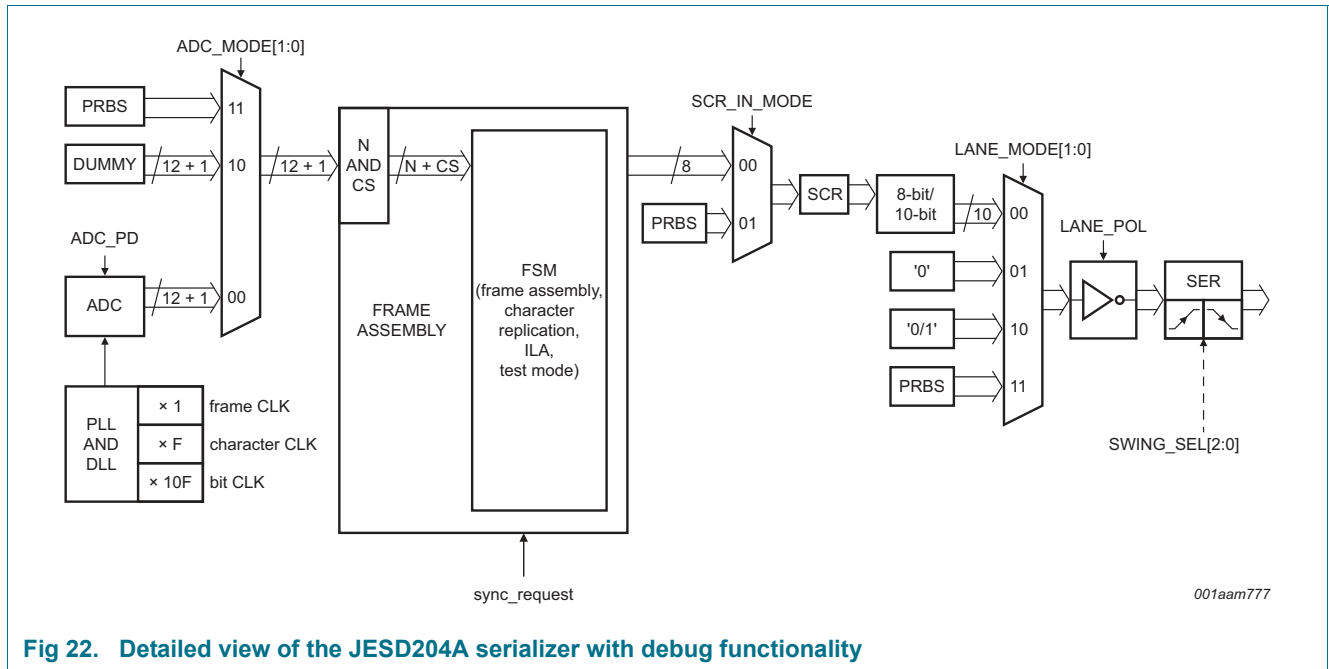 ADC_MODE[1:0]
PRBS
11
DUMMY
12 + 1
10
12 + 1
ADC_PD
ADC
12 + 1
00
PLL
AND
DLL
× 1
frame CLK
× F
character CLK
× 10F
bit CLK
N
AND
CS
N + CS
FRAME
ASSEMBLY
FSM
(frame assembly,
character
replication,
ILA,
test mode)
sync_request
SCR_IN_MODE
8
00
PRBS
01
SCR
8-bit/
10-bit
10
LANE_MODE[1:0]
00
'0'
01
'0/1'
10
PRBS
11
LANE_POL
SER
SWING_SEL[2:0]
001aam777
Fig 22. Detailed view of the JESD204A serializer with debug functionality